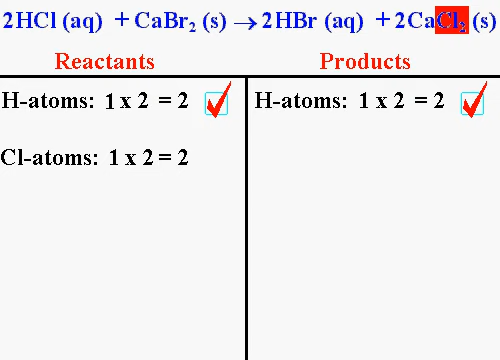 2HCl (aq) + CaBr₂ (s) → 2HBr (aq) + 2CaCl₂ (s)
Reactants Products
H-atoms: 1 x 2 = 2 H-atoms: 1 x 2 = 2
Cl-atoms: 1 x 2 = 2